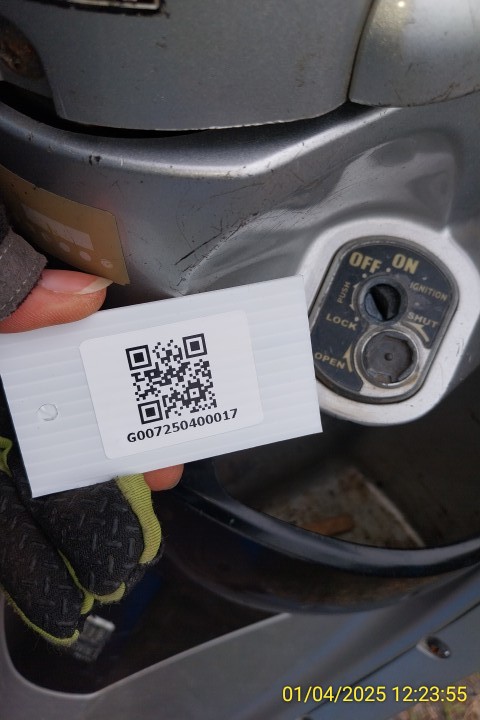 OFF ON
PUSH
IGNITION
LOCK
SHUT
OPEN
G007250400017
01/04/2025 12:23:55